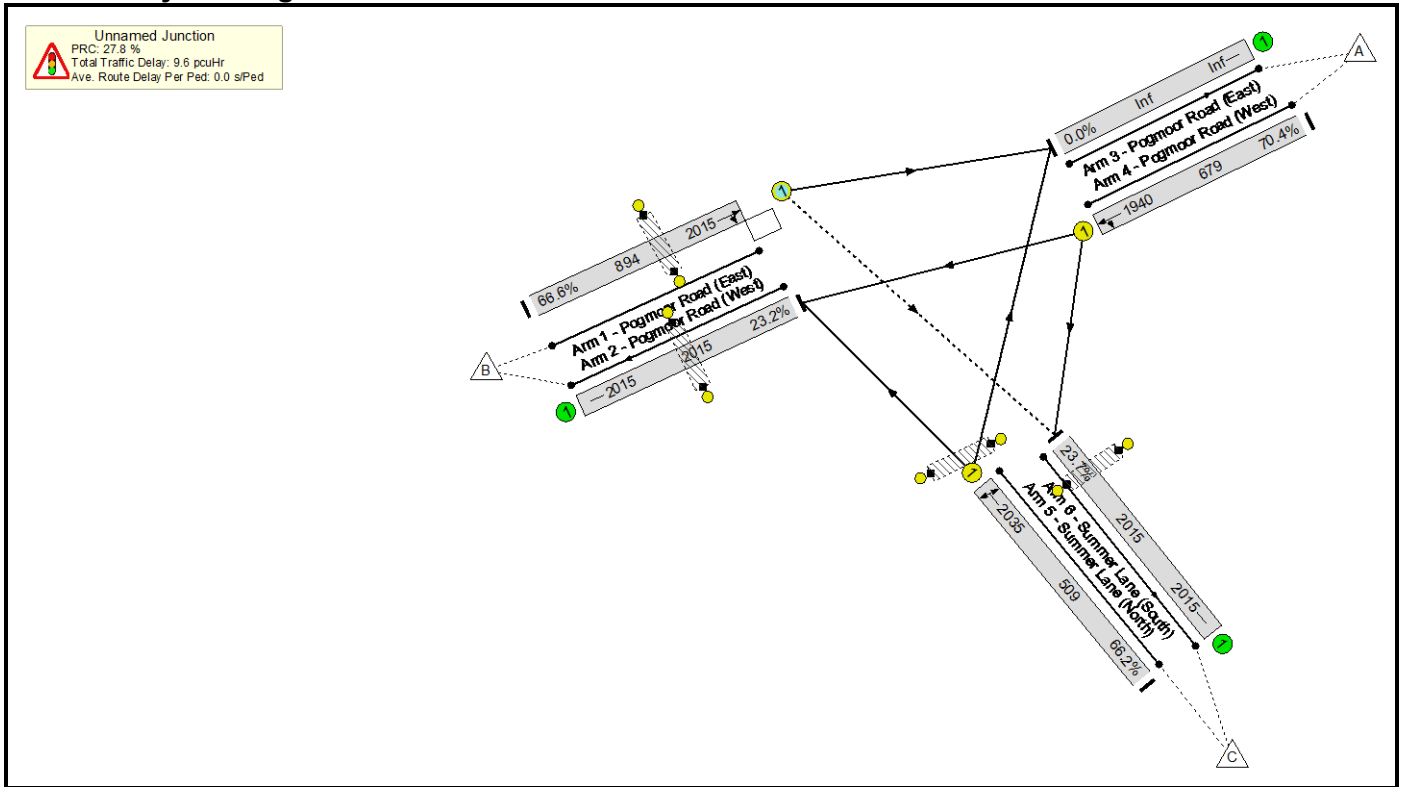 Unnamed Junction
PRC: 27.8 %
Total Traffic Delay: 9.6 pcuHr
Ave. Route Delay Per Ped: 0.0 s/Ped
1
A
0.0% Inf Inf
Arm 3 - Pogmoor Road (East)
Arm 4 - Pogmoor Road (West)
1940 679 70.4%
1
1
66.6% 894 2015
Arm 1 - Pogmoor Road (East)
Arm 2 - Pogmoor Road (West)
2015 2015 23.2%
B
1
1
23.7% 2015 2015
Arm 6 - Summer Lane (South)
Arm 5 - Summer Lane (North)
2035 509 66.2%
1
C